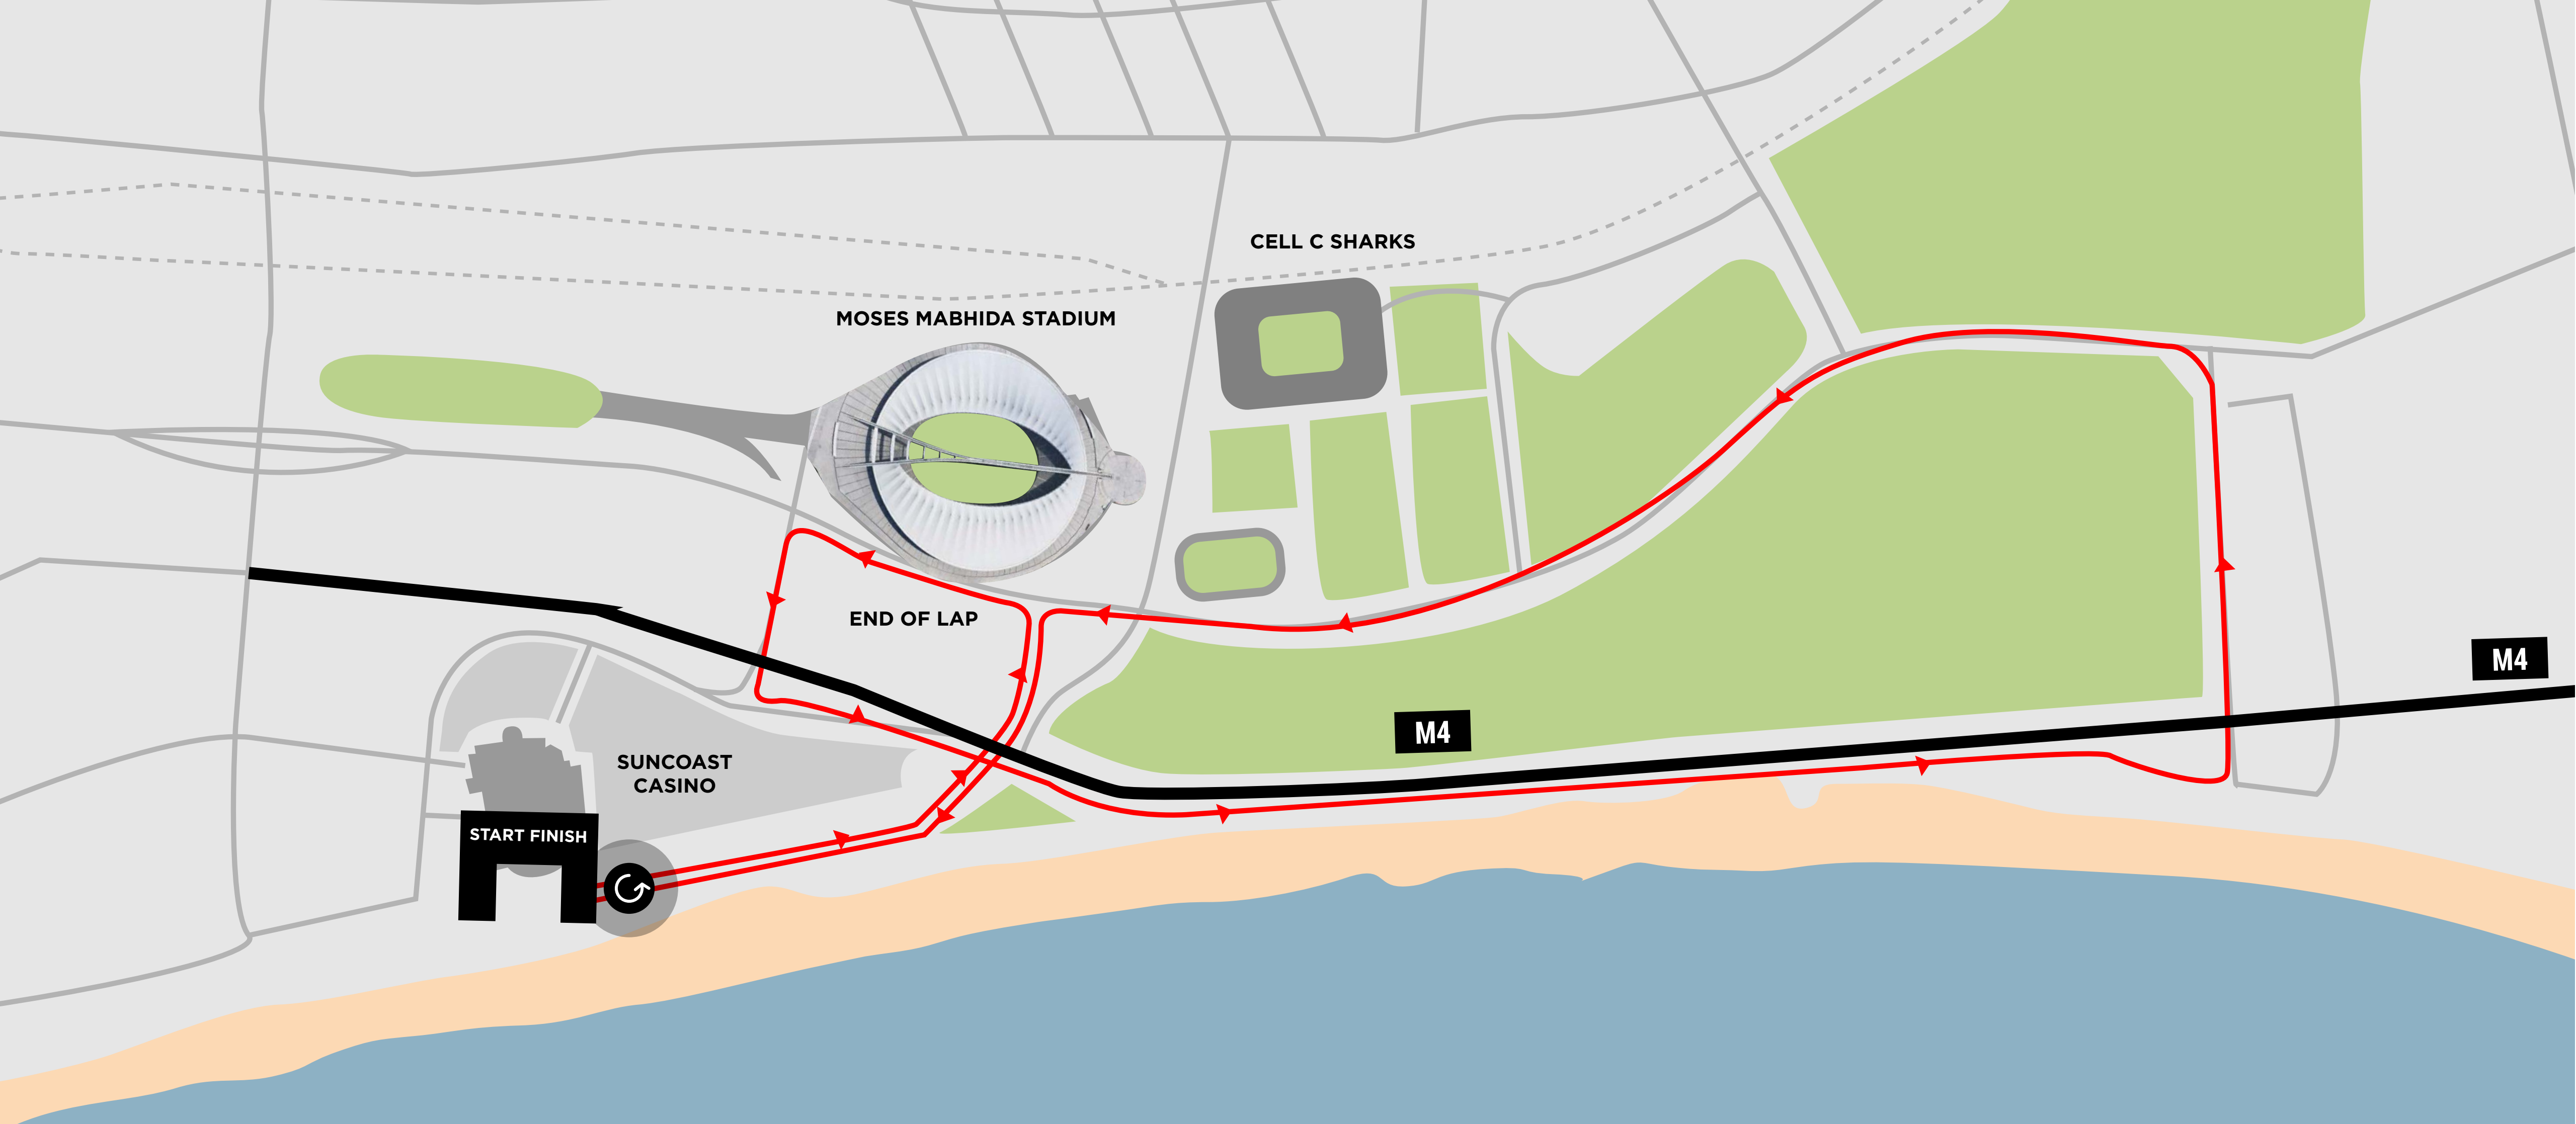 CELL C SHARKS
MOSES MABHIDA STADIUM
END OF LAP
M4
M4
SUNCOAST
CASINO
START FINISH